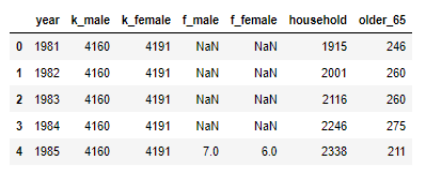 year k_male k_female f_male f_female household older_65
0 1981 4160 4191 NaN NaN 1915 246
1 1982 4160 4191 NaN NaN 2001 260
2 1983 4160 4191 NaN NaN 2116 260
3 1984 4160 4191 NaN NaN 2246 275
4 1985 4160 4191 7.0 6.0 2338 211